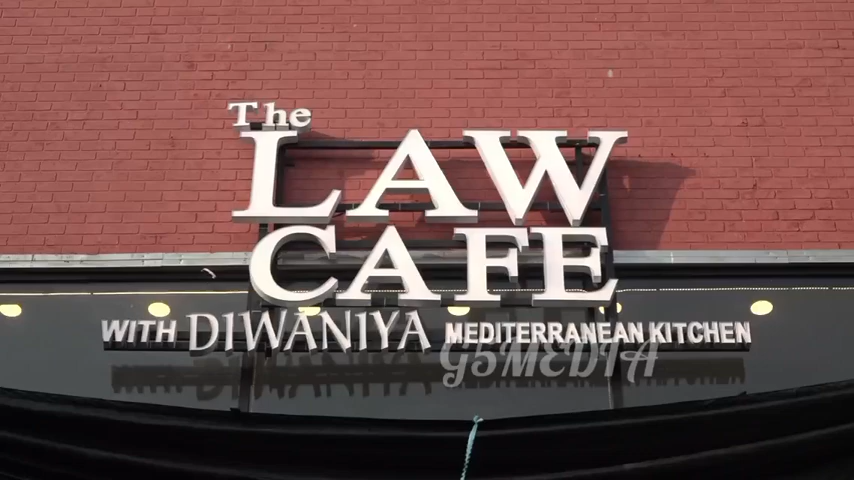 The
LAW
CAFE
WITH DIWANIYA MEDITERRANEAN KITCHEN
G5MEDIA